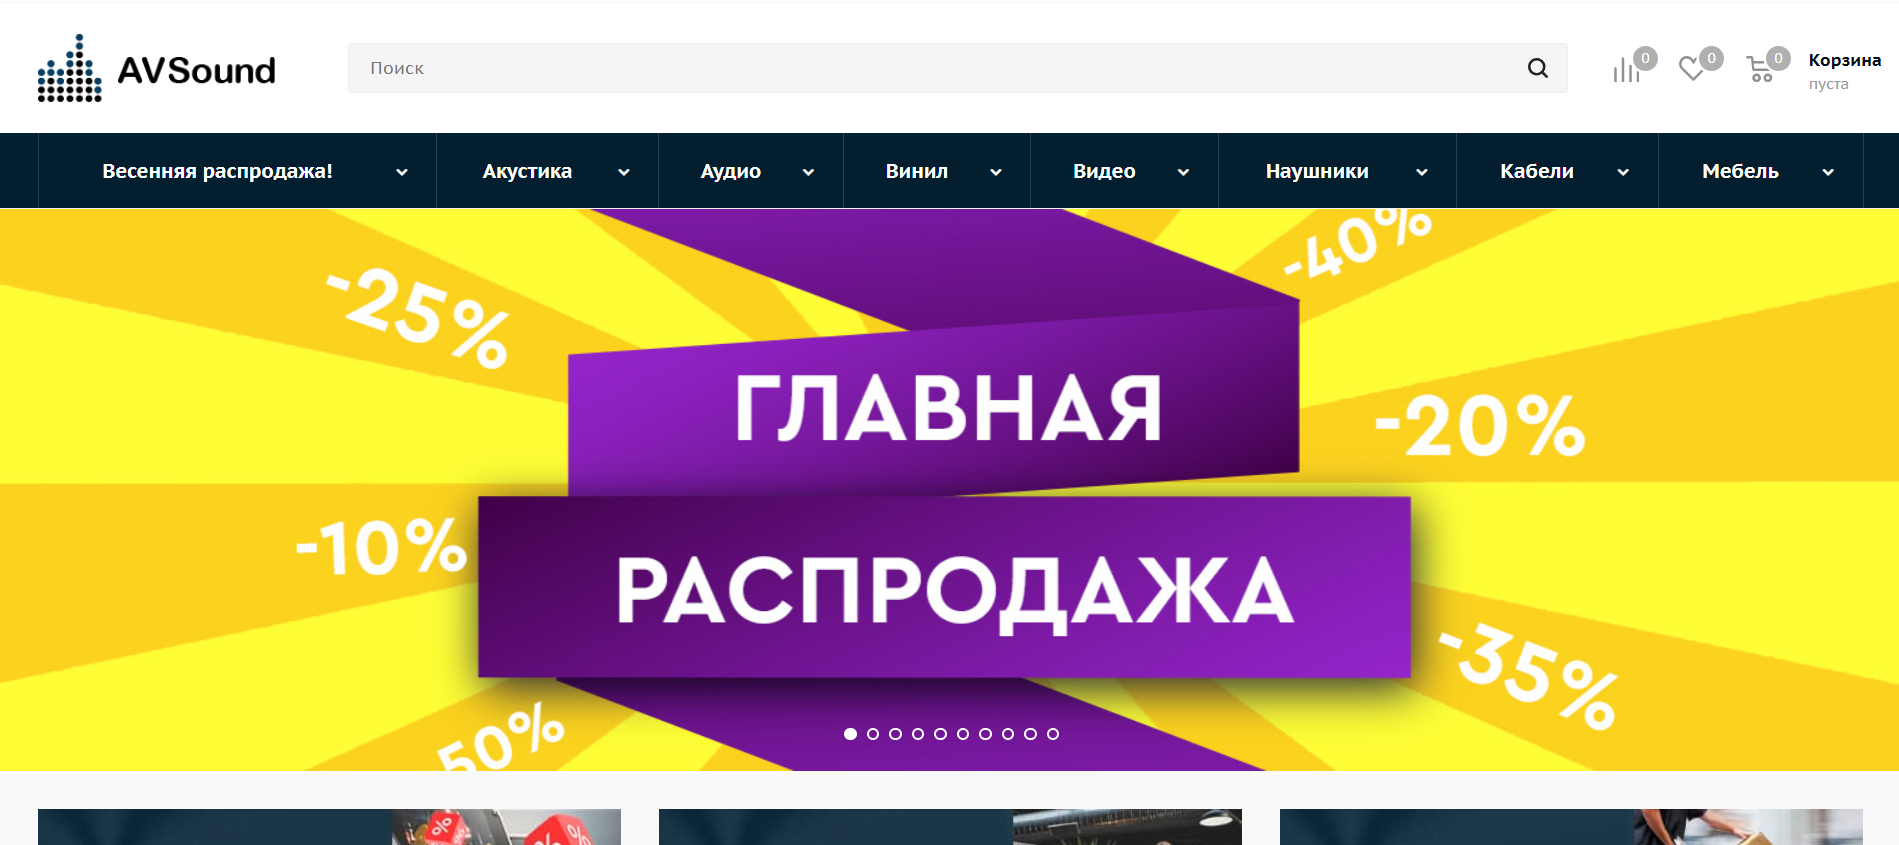 AVSound
Поиск
0
0
0
Корзина
пуста
Весенняя распродажа!
Акустика
Аудио
Винил
Видео
Наушники
Кабели
Мебель
-25%
-40%
ГЛАВНАЯ
-20%
-10%
РАСПРОДАЖА
-35%
50%
%
%